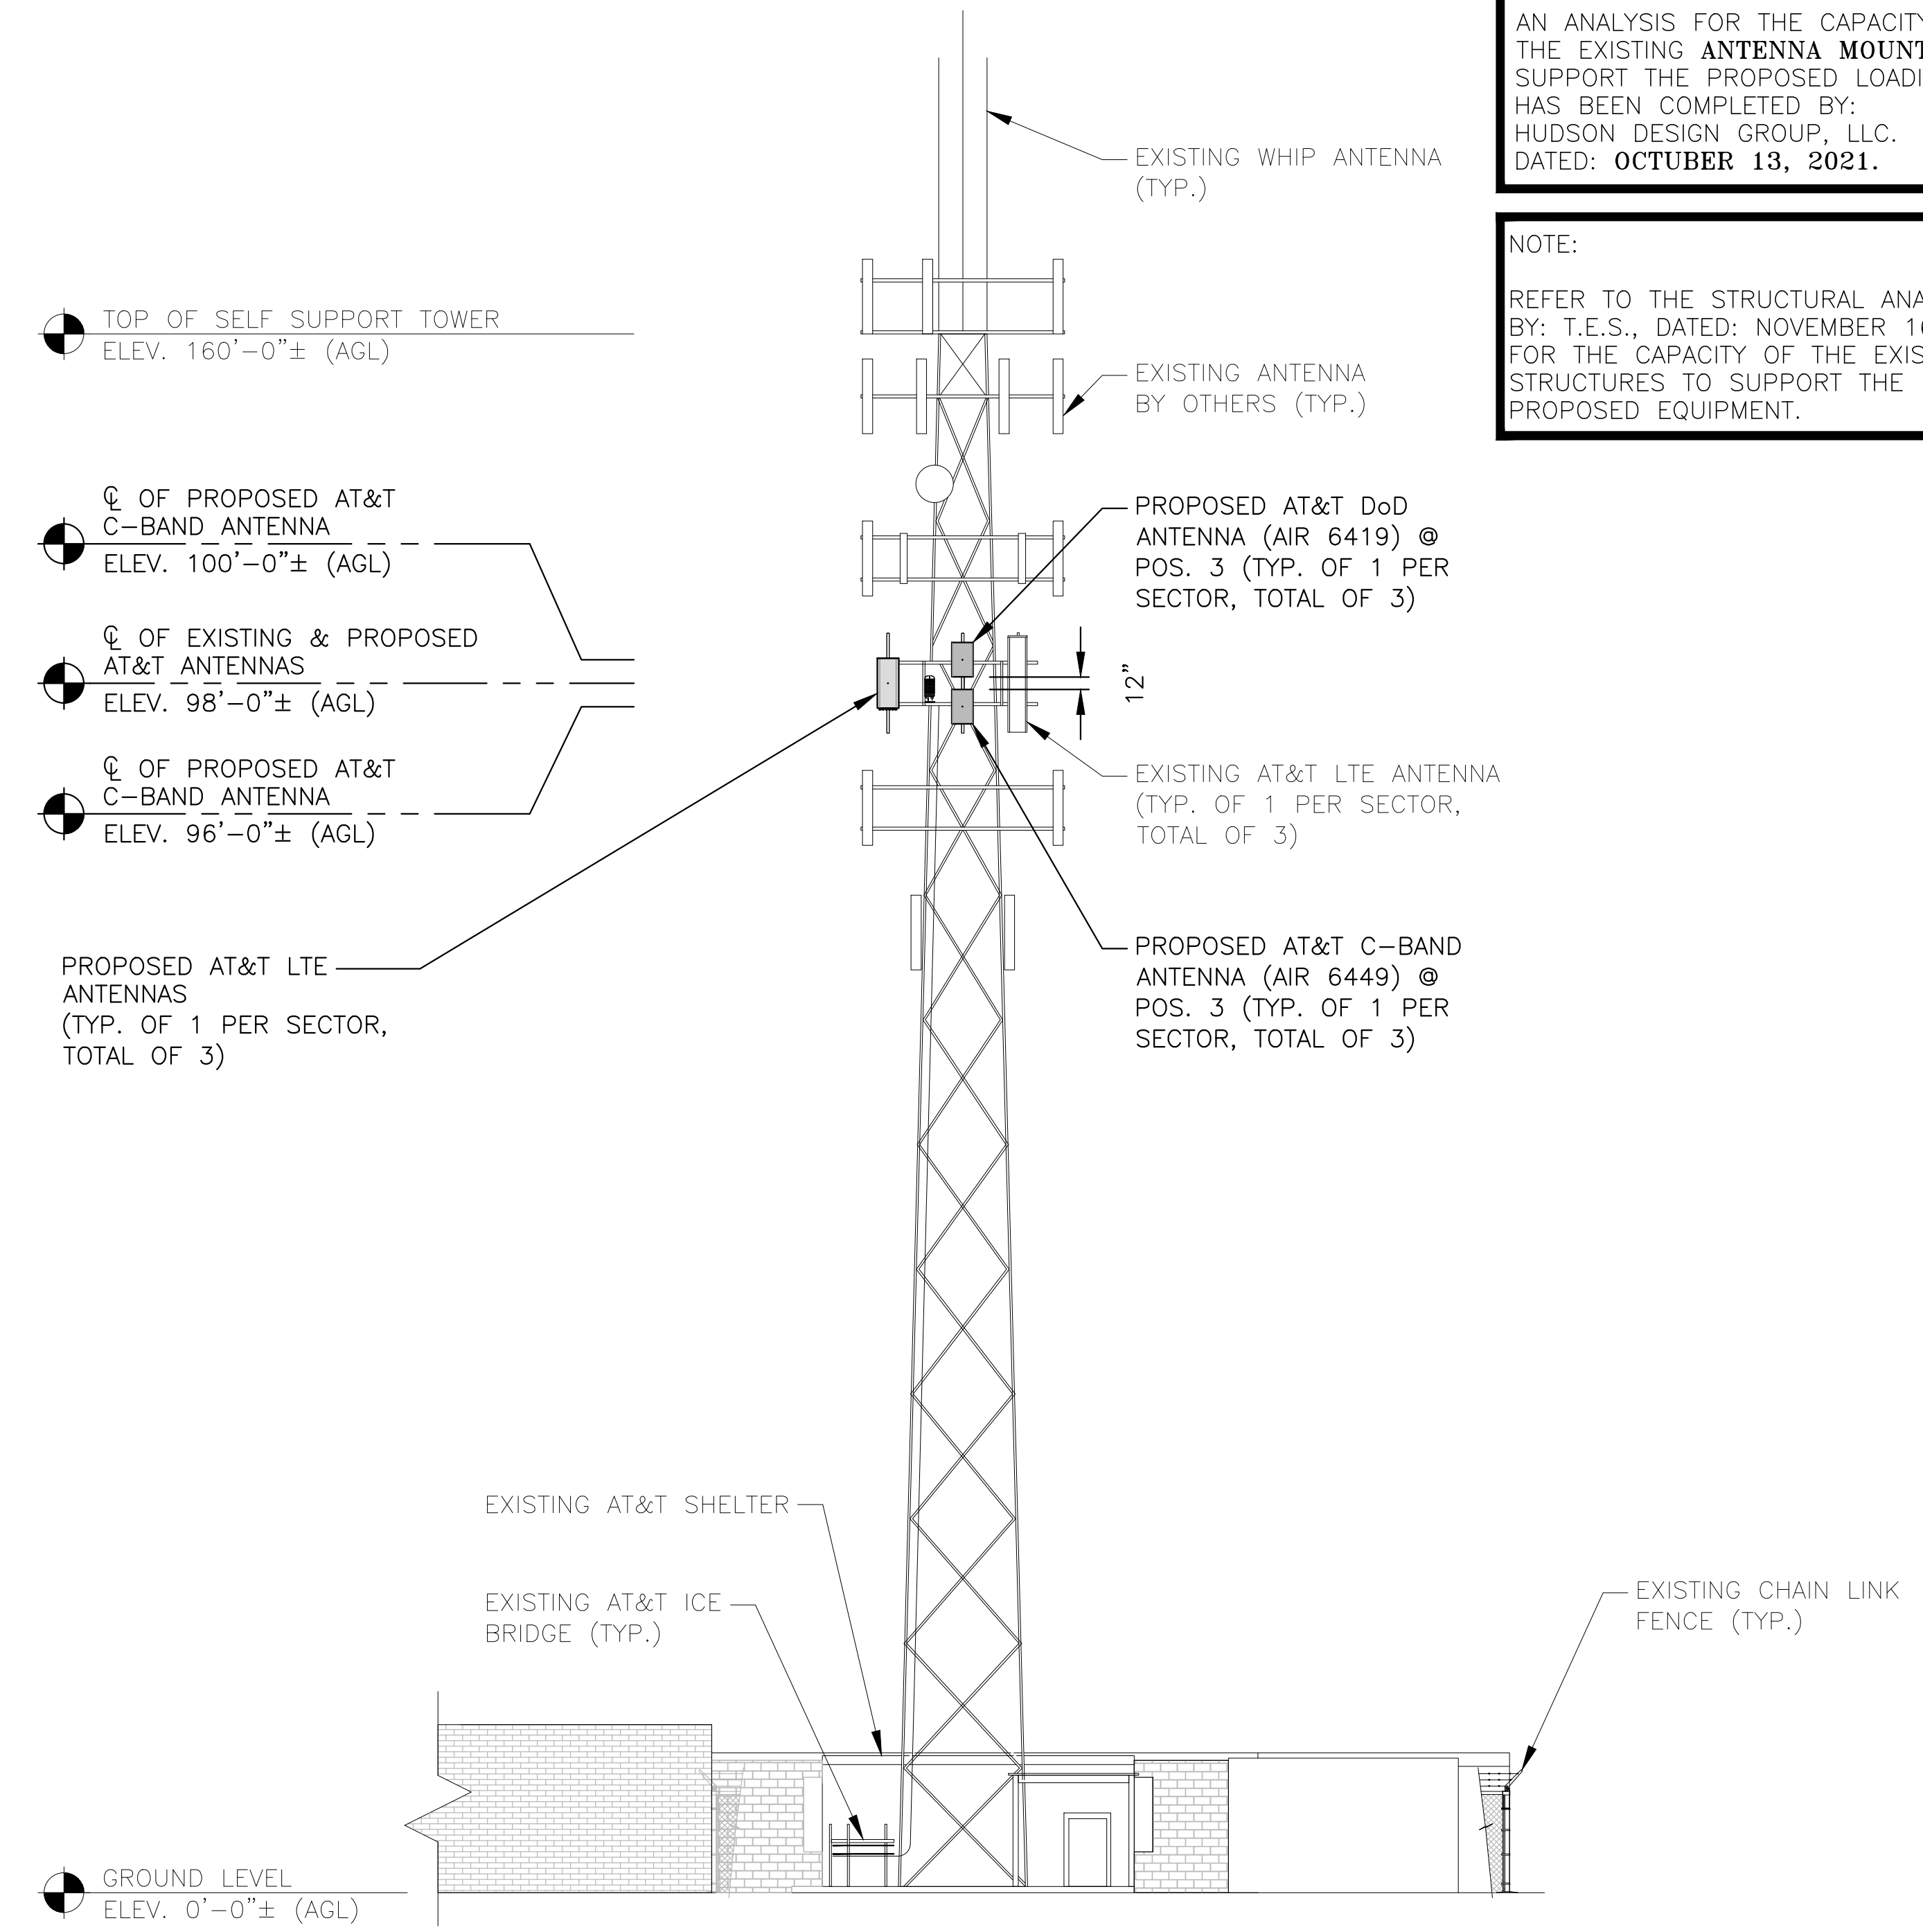 AN ANALYSIS FOR THE CAPACITY
THE EXISTING ANTENNA MOUNT
SUPPORT THE PROPOSED
HAS BEEN COMPLETED BY:
HUDSON DESIGN GROUP, LLC.
DATED: OCTUBER 13, 2021.
NOTE:
REFER TO THE STRUCTURAL
BY: T.E.S., DATED: NOVEMBER
FOR THE CAPACITY OF THE
STRUCTURES TO SUPPORT THE
PROPOSED EQUIPMENT.
EXISTING WHIP ANTENNA
(TYP.)
TOP OF SELF SUPPORT TOWER
ELEV. 160'-0"± (AGL)
EXISTING ANTENNA
BY OTHERS (TYP.)
℄ OF PROPOSED AT&T
C-BAND ANTENNA
ELEV. 100'-0"± (AGL)
PROPOSED AT&T DoD
ANTENNA (AIR 6419) @
POS. 3 (TYP. OF 1 PER
SECTOR, TOTAL OF 3)
℄ OF EXISTING & PROPOSED
AT&T ANTENNAS
ELEV. 98'-0"± (AGL)
12"
℄ OF PROPOSED AT&T
C-BAND ANTENNA
ELEV. 96'-0"± (AGL)
EXISTING AT&T LTE ANTENNA
(TYP. OF 1 PER SECTOR,
TOTAL OF 3)
PROPOSED AT&T LTE
ANTENNAS
(TYP. OF 1 PER SECTOR,
TOTAL OF 3)
PROPOSED AT&T C-BAND
ANTENNA (AIR 6449) @
POS. 3 (TYP. OF 1 PER
SECTOR, TOTAL OF 3)
EXISTING AT&T SHELTER
EXISTING AT&T ICE
BRIDGE (TYP.)
EXISTING CHAIN LINK
FENCE (TYP.)
GROUND LEVEL
ELEV. 0'-0"± (AGL)